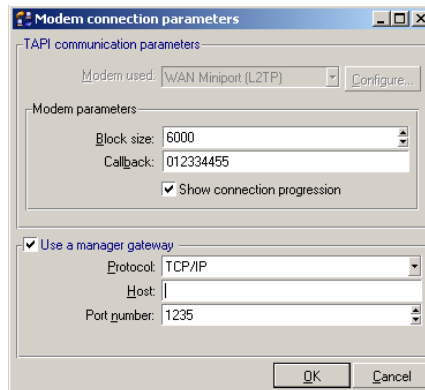 Modem connection parameters
TAPI communication parameters
Modem used: WAN Miniport (L2TP) Configure...
Modem parameters
Block size: 6000
Callback: 012334455
Show connection progression
Use a manager gateway
Protocol: TCP/IP
Host:
Port number: 1235
OK Cancel